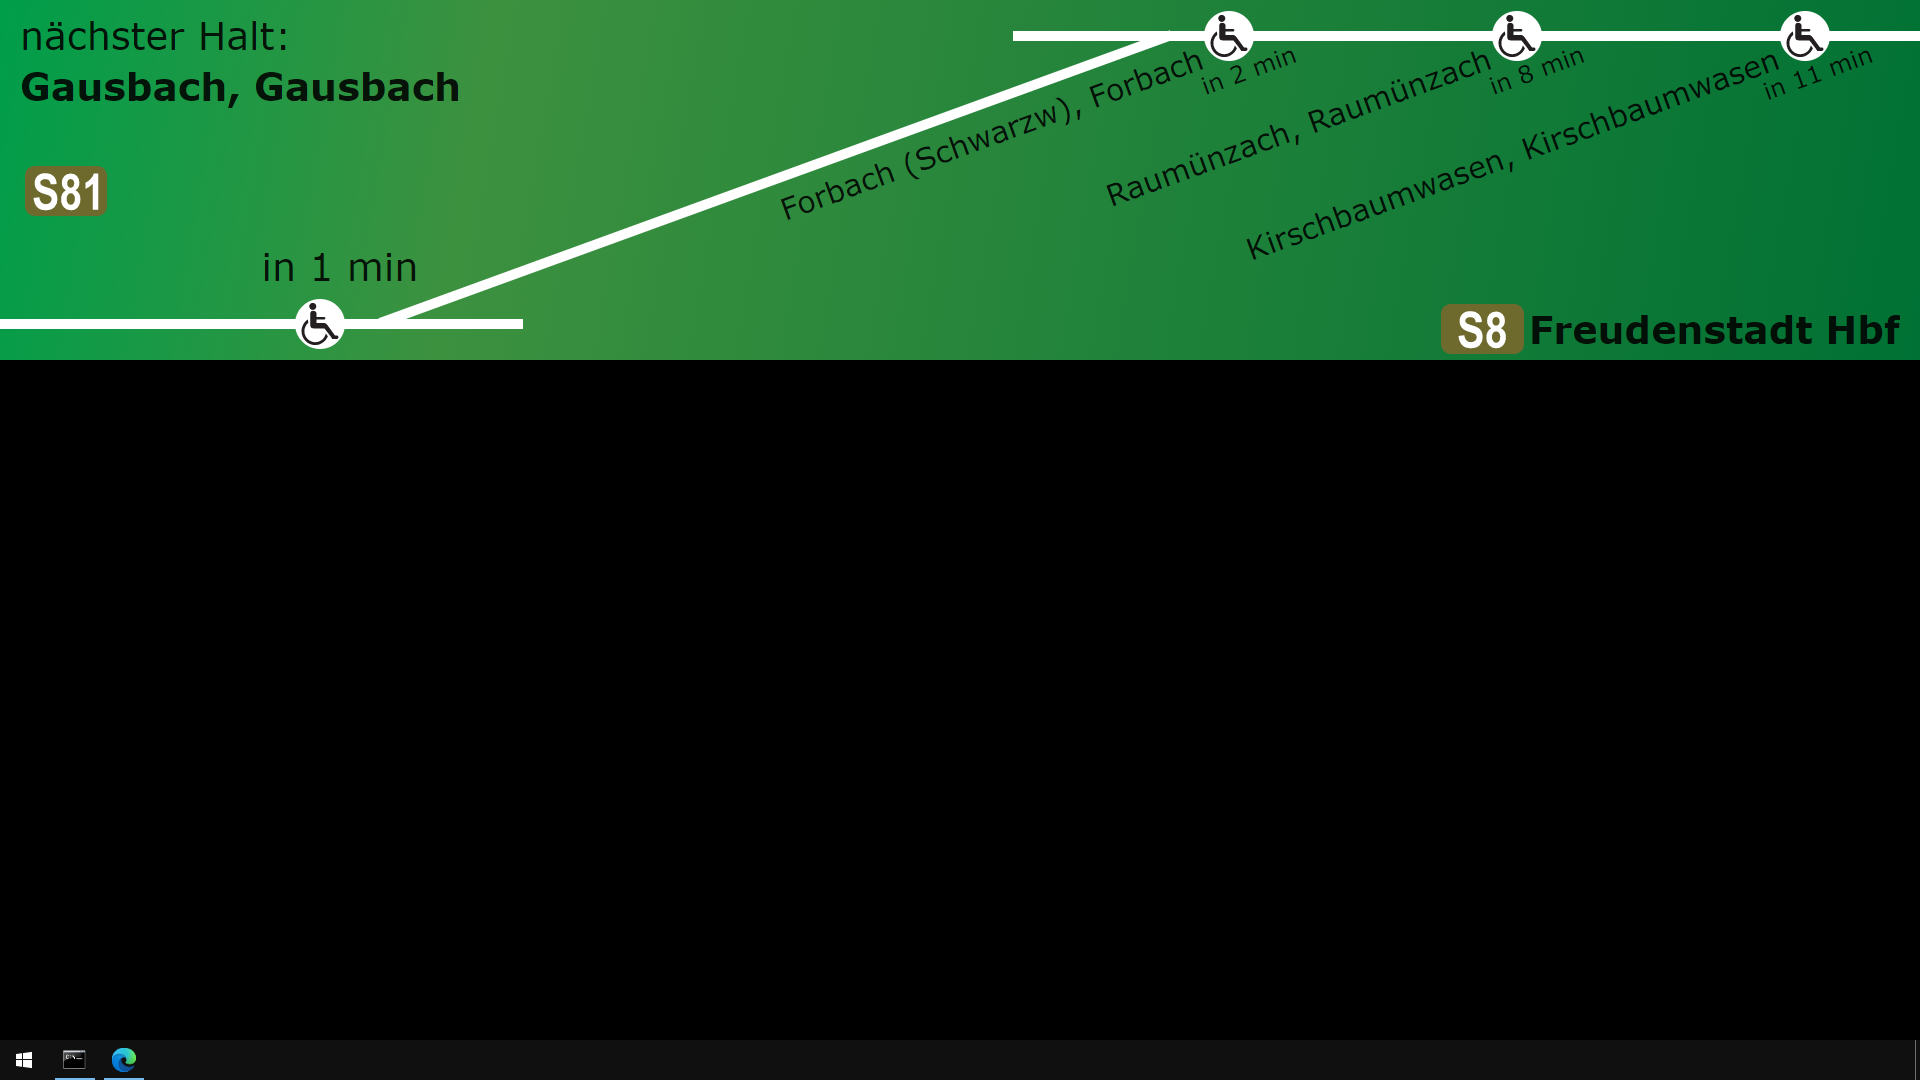 nächster Halt:
Gausbach, Gausbach
S81
in 1 min
Forbach (Schwarzw), Forbach
in 2 min
Raumünzach, Raumünzach
in 8 min
Kirschbaumwasen, Kirschbaumwasen
in 11 min
S8 Freudenstadt Hbf